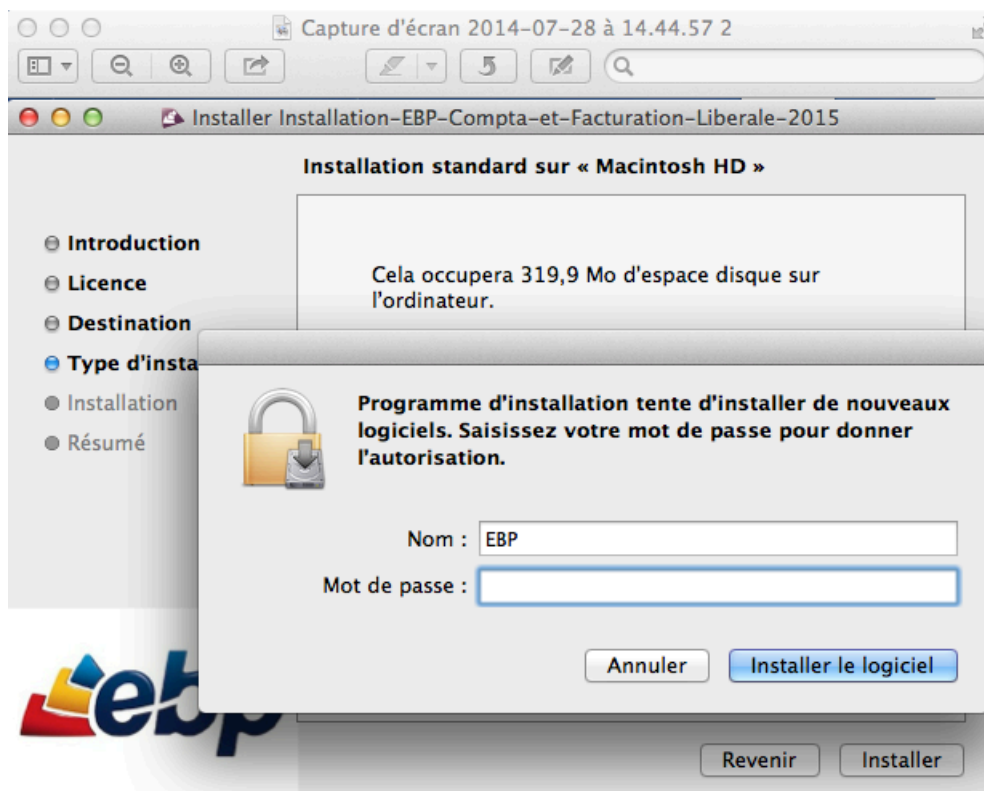 Capture d'écran 2014-07-28 à 14.44.57 2
Installer Installation-EBP-Compta-et-Facturation-Liberale-2015
Installation standard sur « Macintosh HD »
Introduction
Licence
Destination
Type d'insta
Installation
Résumé
Cela occupera 319,9 Mo d'espace disque sur
l'ordinateur.
Programme d'installation tente d'installer de nouveaux
logiciels. Saisissez votre mot de passe pour donner
l'autorisation.
Nom : EBP
Mot de passe :
Annuler Installer le logiciel
ebp
Revenir Installer